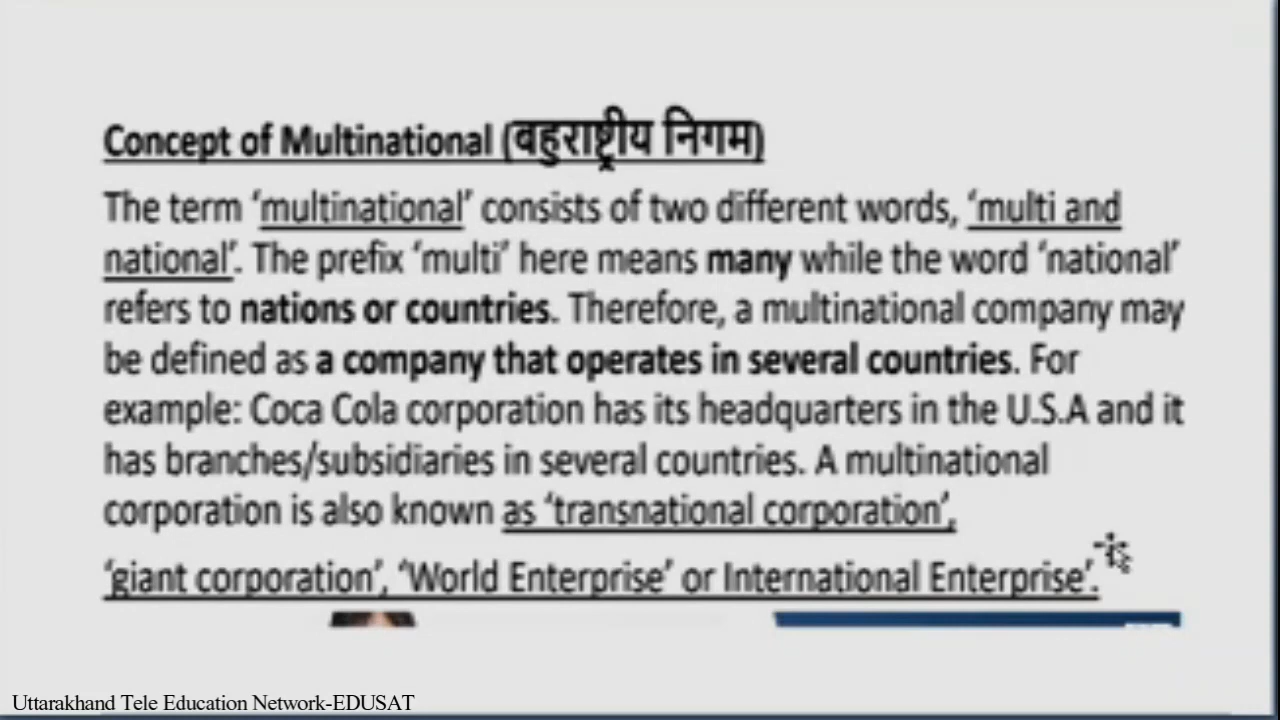 Concept of Multinational (बहुराष्ट्रीय निगम)
The term ‘multinational’ consists of two different words, ‘multi and
national’. The prefix ‘multi’ here means many while the word ‘national’
refers to nations or countries. Therefore, a multinational company may
be defined as a company that operates in several countries. For
example: Coca Cola corporation has its headquarters in the U.S.A and it
has branches/subsidiaries in several countries. A multinational
corporation is also known as ‘transnational corporation’,
‘giant corporation’, ‘World Enterprise’ or International Enterprise’.
Uttarakhand Tele Education Network-EDUSAT